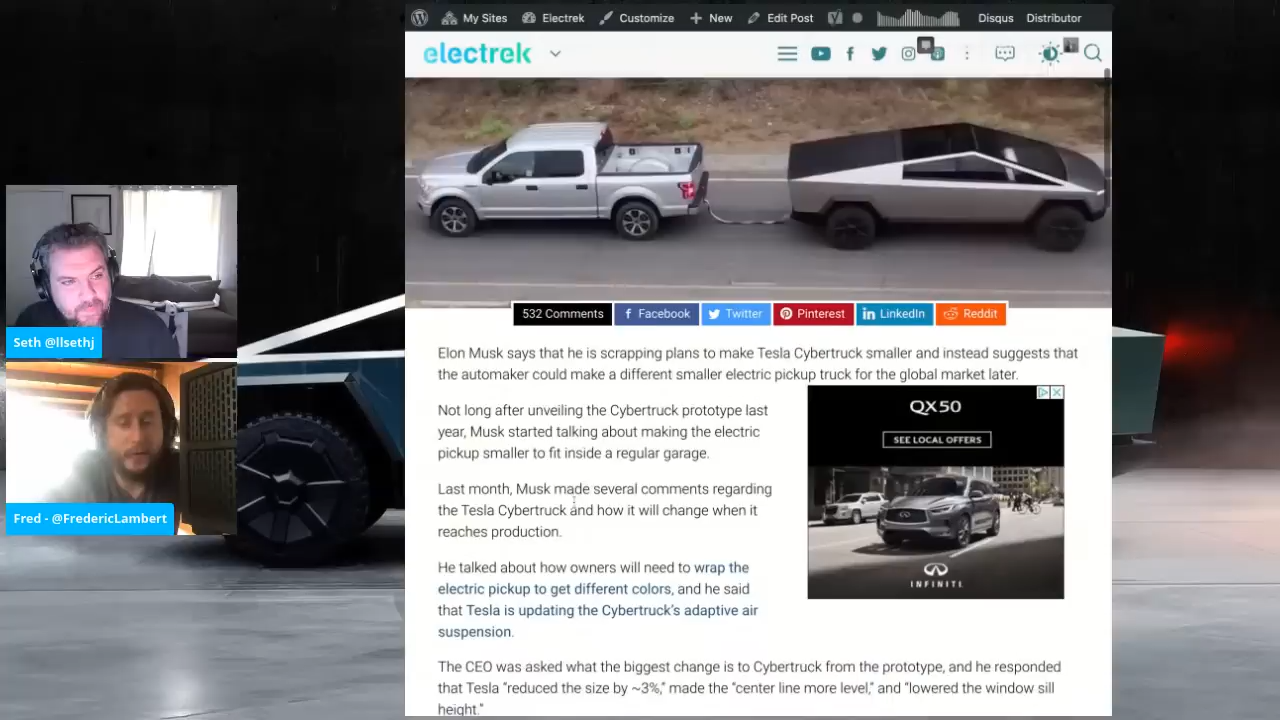 My Sites
Electrek
Customize
New
Edit Post
Disqus
Distributor
electrek
532 Comments
Facebook
Twitter
Pinterest
LinkedIn
Reddit
Elon Musk says that he is scrapping plans to make Tesla Cybertruck smaller and instead suggests that
the automaker could make a different smaller electric pickup truck for the global market later.
Not long after unveiling the Cybertruck prototype last
year, Musk started talking about making the electric
pickup smaller to fit inside a regular garage.
Last month, Musk made several comments regarding
the Tesla Cybertruck and how it will change when it
reaches production.
He talked about how owners will need to wrap the
electric pickup to get different colors, and he said
that Tesla is updating the Cybertruck's adaptive air
suspension.
The CEO was asked what the biggest change is to Cybertruck from the prototype, and he responded
that Tesla “reduced the size by ~3%,” made the “center line more level,” and “lowered the window sill
height.”
QX50
SEE LOCAL OFFERS
INFINITI
Seth @llsethj
Fred - @FredericLambert